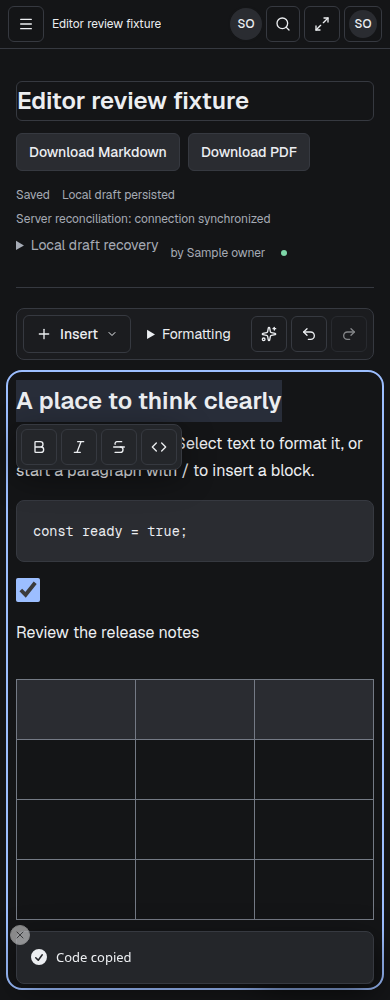 Editor review fixture
SO
SO
Editor review fixture
Download Markdown
Download PDF
Saved
Local draft persisted
Server reconciliation: connection synchronized
Local draft recovery
by Sample owner
Insert
Formatting
A place to think clearly
B I S <>
Select text to format it, or
start a paragraph with / to insert a block.
const ready = true;
Review the release notes
Code copied